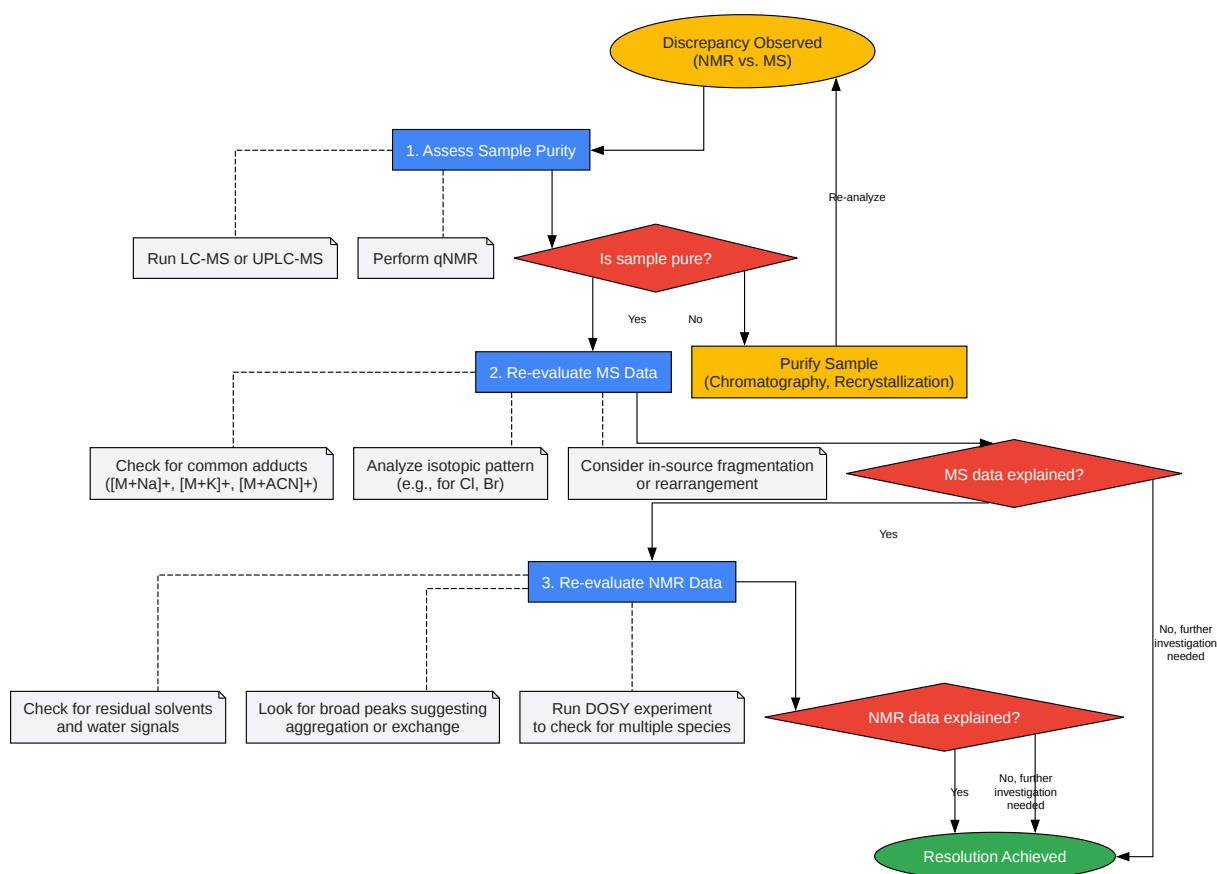 Discrepancy Observed
(NMR vs. MS)
1. Assess Sample Purity
Re-analyze
Run LC-MS or UPLC-MS
Perform qNMR
Is sample pure?
Yes
No
Purify Sample
(Chromatography, Recrystallization)
2. Re-evaluate MS Data
Check for common adducts
([M+Na]+, [M+K]+, [M+ACN]+)
Analyze isotopic pattern
(e.g., for Cl, Br)
Consider in-source fragmentation
or rearrangement
MS data explained?
Yes
3. Re-evaluate NMR Data
No, further
investigation
needed
Check for residual solvents
and water signals
Look for broad peaks suggesting
aggregation or exchange
Run DOSY experiment
to check for multiple species
NMR data explained?
Yes
No, further
investigation
needed
Resolution Achieved